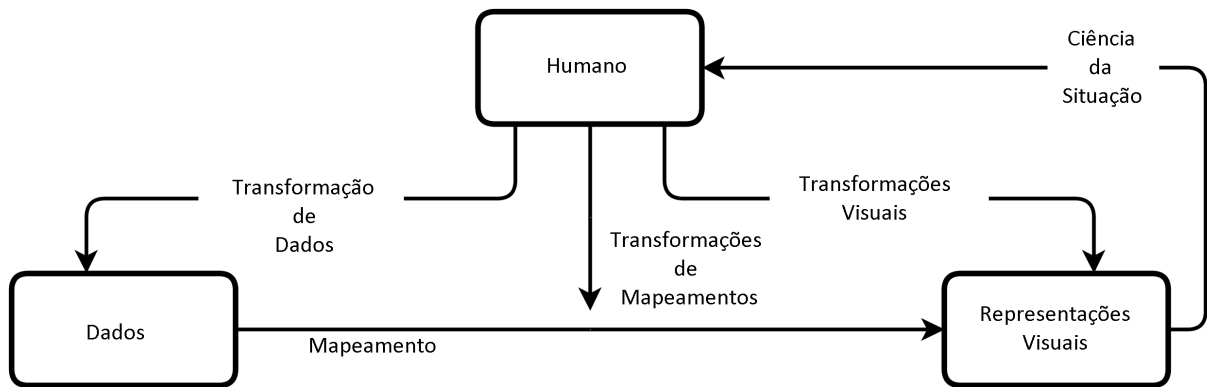 Humano
Ciência
da
Situação
Transformação
de
Dados
Transformações
de
Mapeamentos
Transformações
Visuais
Dados
Mapeamento
Representações
Visuais